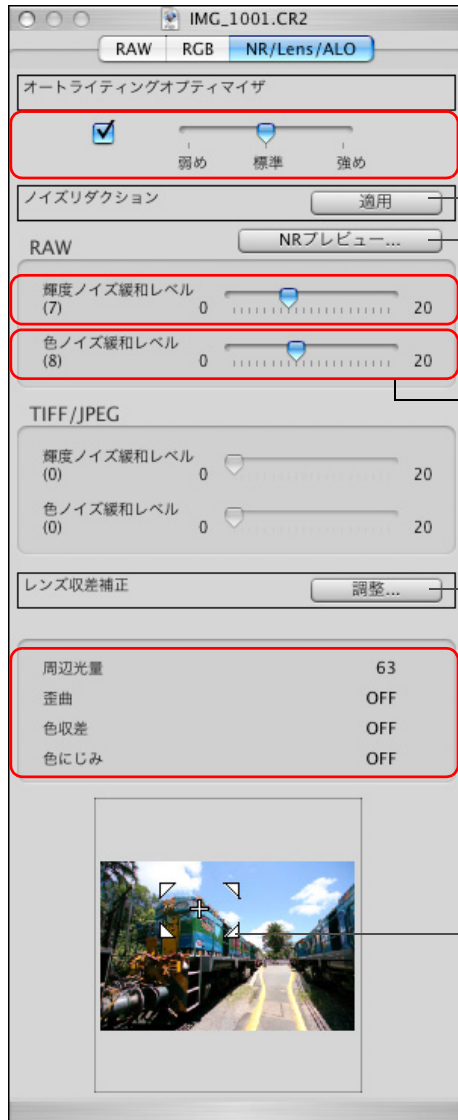 IMG_1001.CR2
RAW RGB NR/Lens/ALO
オートライティングオプティマイザ
弱め 標準 強め
ノイズリダクション 適用
RAW NRプレビュー...
輝度ノイズ緩和レベル
(7) 0 20
色ノイズ緩和レベル
(8) 0 20
TIFF/JPEG
輝度ノイズ緩和レベル
(0) 0 20
色ノイズ緩和レベル
(0) 0 20
レンズ収差補正 調整...
周辺光量 63
歪曲 OFF
色収差 OFF
色にじみ OFF